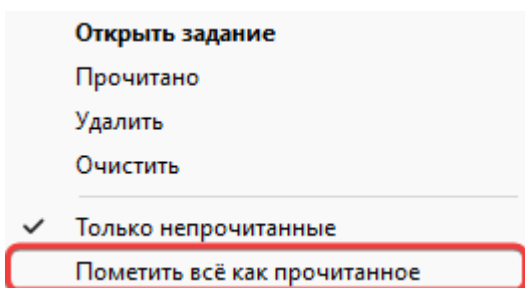 Открыть задание
Прочитано
Удалить
Очистить
Только непрочитанные
Пометить всё как прочитанное